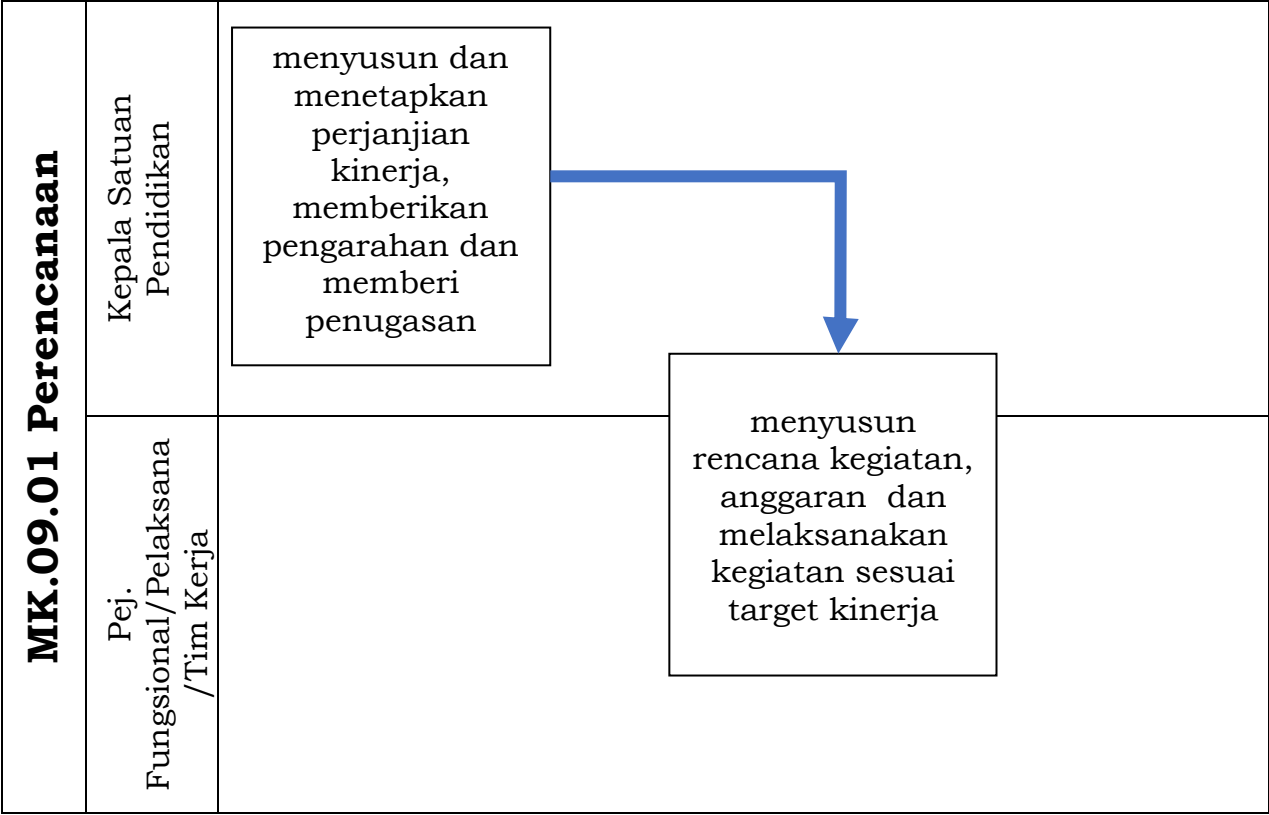 MK.09.01 Perencanaan
Kepala Satuan
Pendidikan
menyusun dan
menetapkan
perjanjian
kinerja,
memberikan
pengarahan dan
memberi
penugasan
Pej.
Fungsional/Pelaksana
/Tim Kerja
menyusun
rencana kegiatan,
anggaran dan
melaksanakan
kegiatan sesuai
target kinerja